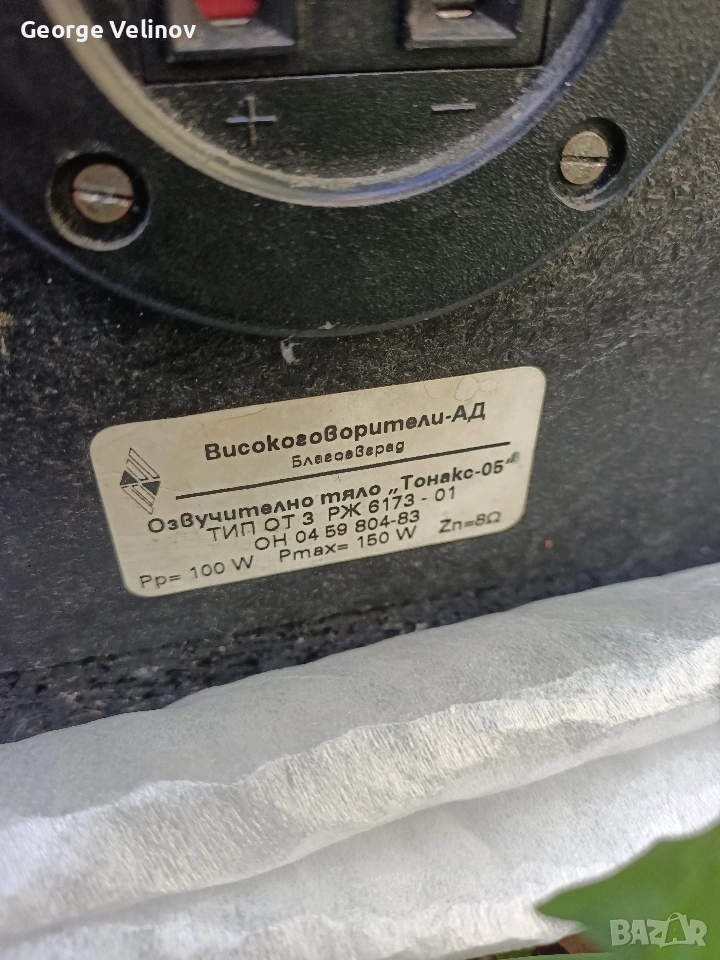 George Velinov
+ −
Високоговорители-АД
Благоевград
Озвучително тяло „Тонакс-05"
ТИП ОТ 3 РЖ 6173 - 01
ОН 04 59 804-83
Pp= 100 W Pmax= 150 W Zn=8Ω
BAZAR